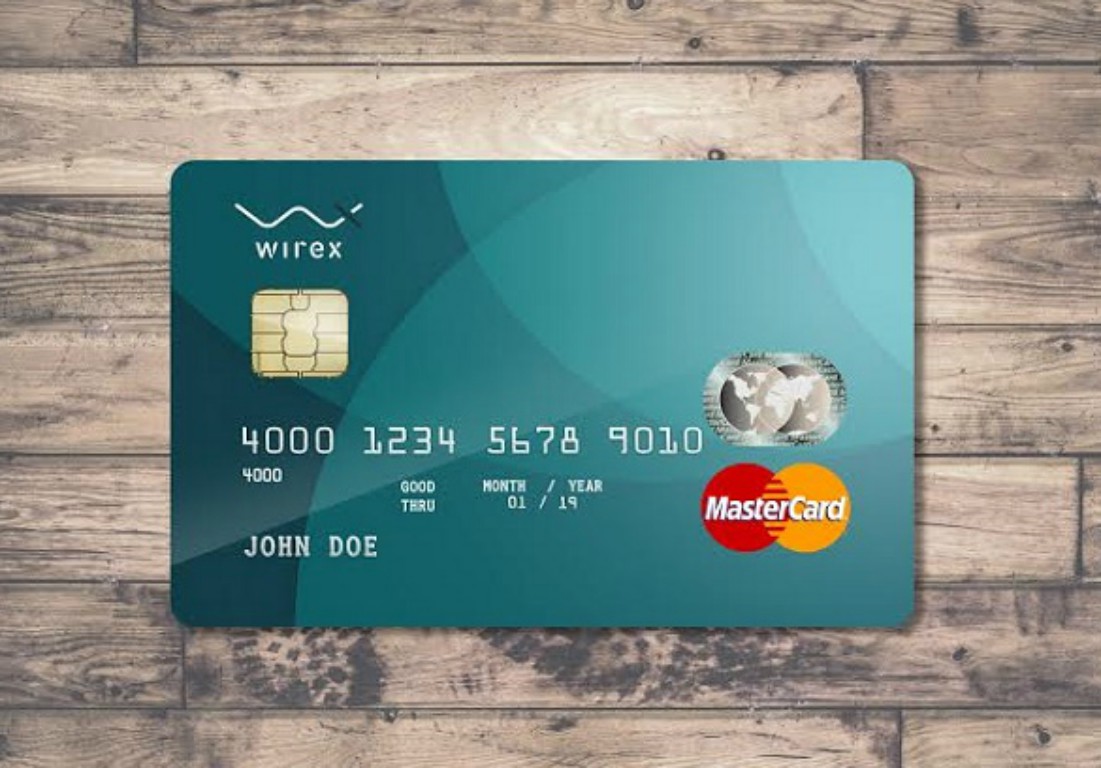 wirex
4000 1234 5678 9010
4000
GOOD THRU
MONTH / YEAR
01 / 19
JOHN DOE
MasterCard